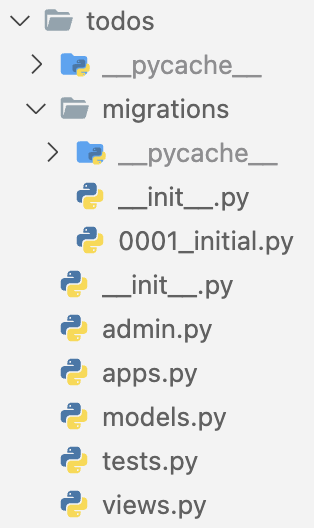 todos
__pycache__
migrations
__pycache__
__init__.py
0001_initial.py
__init__.py
admin.py
apps.py
models.py
tests.py
views.py